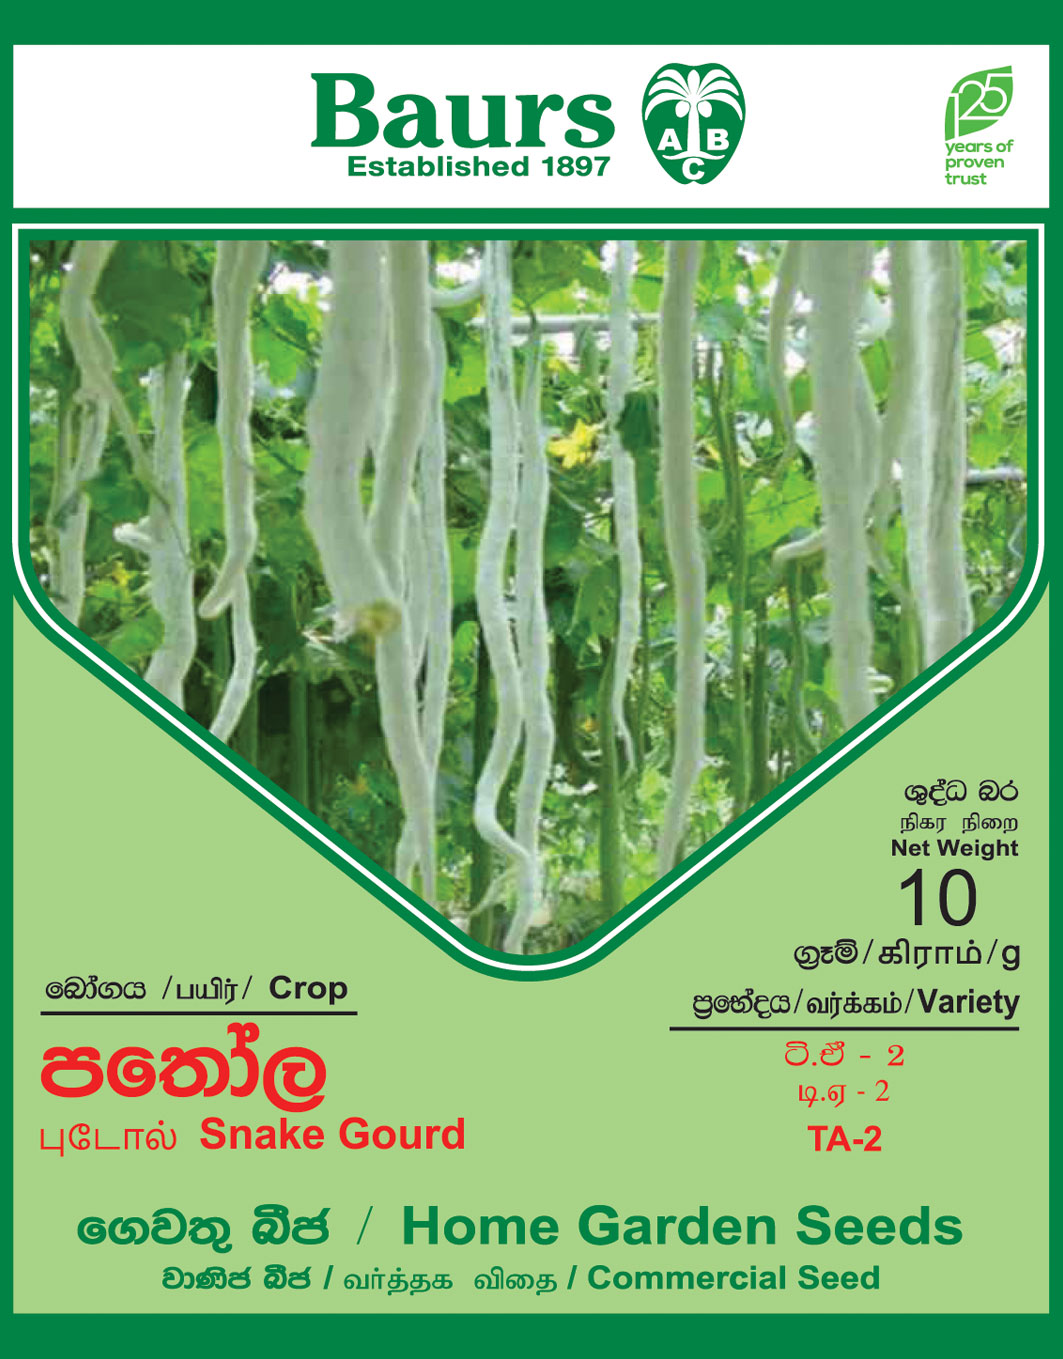 Baurs
Established 1897
A B
C
125
years of
proven
trust
ශුද්ධ බර
நிகர நிறை
Net Weight
10
ග්‍රෑම්/கிராம்/g
බෝගය /பயிர்/ Crop
පතෝල
புடோல் Snake Gourd
ප්‍රභේදය/வர்க்கம்/Variety
ටී.ඒ - 2
டி.ஏ - 2
TA-2
ගෙවතු බීජ / Home Garden Seeds
වාණිජ බීජ / வர்த்தக விதை / Commercial Seed